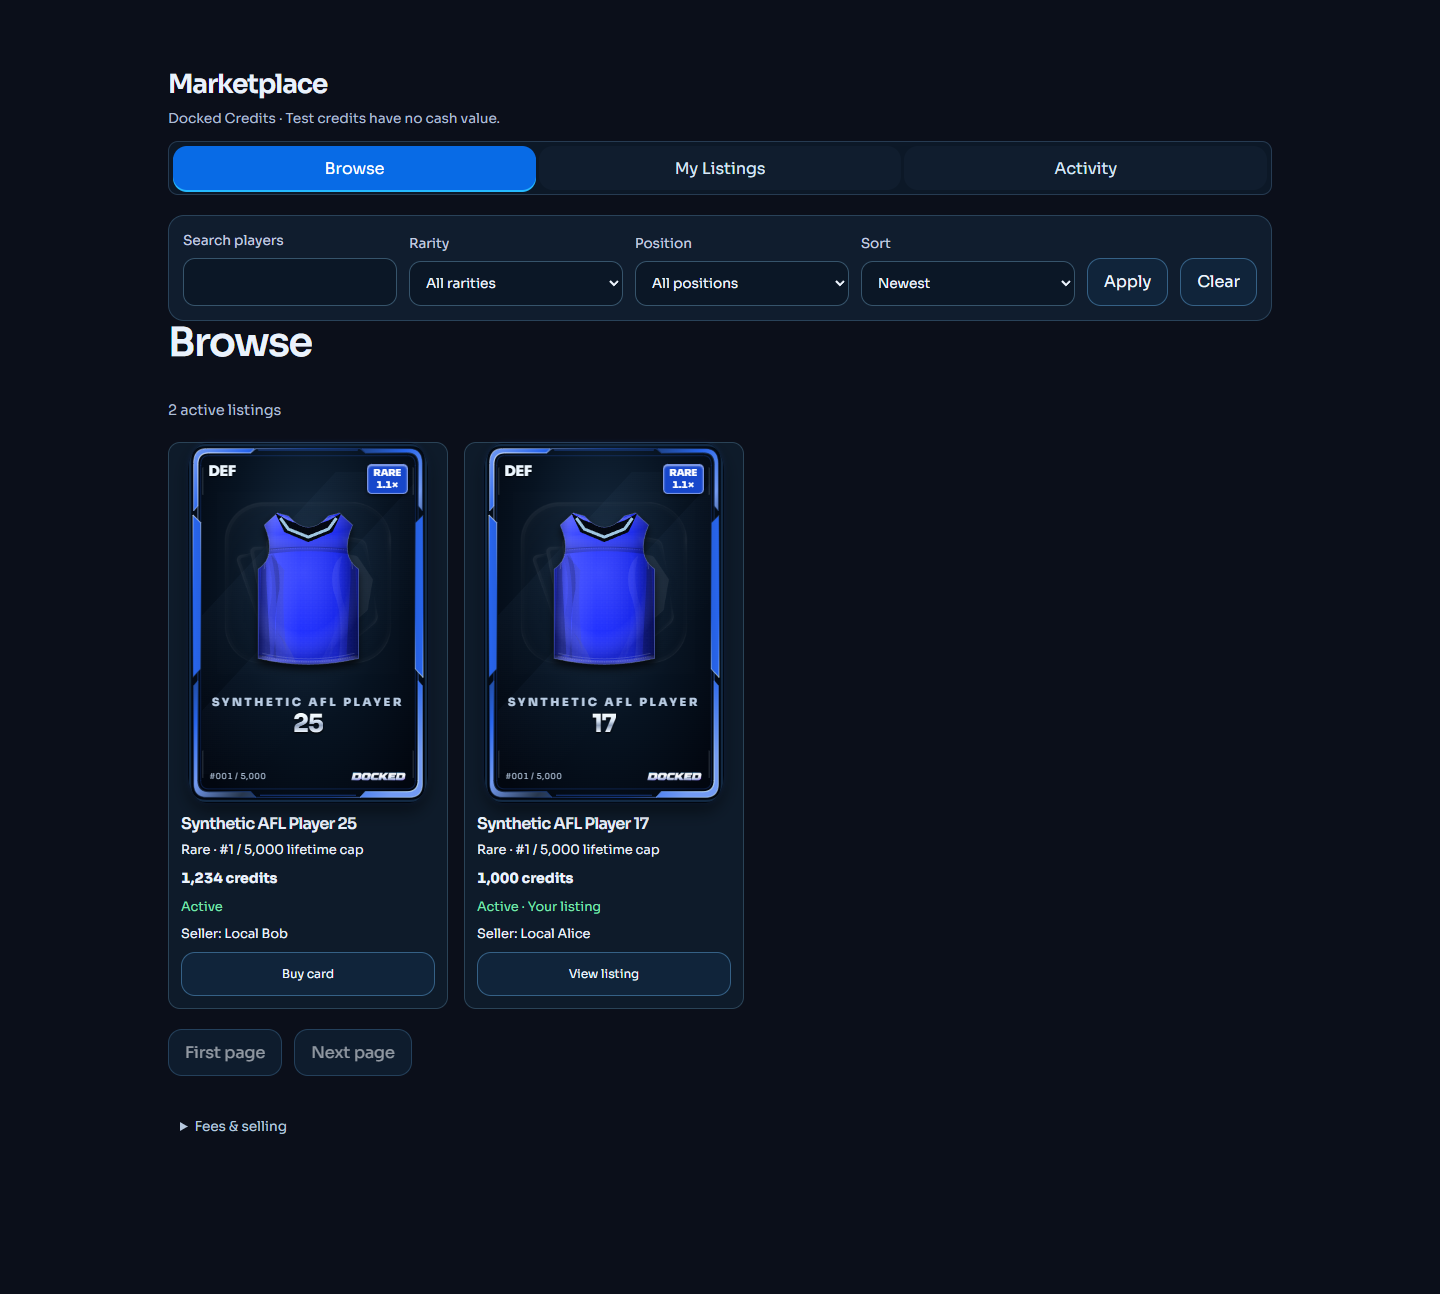 Marketplace
Docked Credits · Test credits have no cash value.
Browse
My Listings
Activity
Search players
Rarity
Position
Sort
All rarities
All positions
Newest
Apply
Clear
Browse
2 active listings
DEF
RARE
1.1×
SYNTHETIC AFL PLAYER
25
#001 / 5,000
DOCKED
Synthetic AFL Player 25
Rare · #1 / 5,000 lifetime cap
1,234 credits
Active
Seller: Local Bob
Buy card
DEF
RARE
1.1×
SYNTHETIC AFL PLAYER
17
#001 / 5,000
DOCKED
Synthetic AFL Player 17
Rare · #1 / 5,000 lifetime cap
1,000 credits
Active · Your listing
Seller: Local Alice
View listing
First page
Next page
Fees & selling